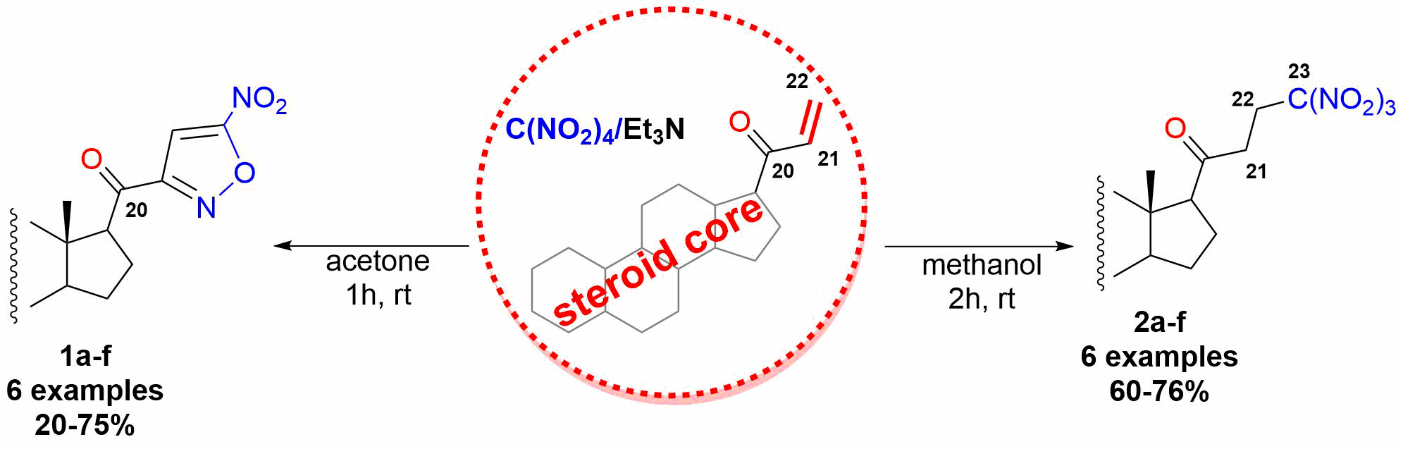 NO₂
O
O
N
20
acetone
1h, rt
1a-f
6 examples
20-75%
C(NO₂)₄/Et₃N
22
O
21
20
steroid core
methanol
2h, rt
23
22
C(NO₂)₃
O
21
20
2a-f
6 examples
60-76%